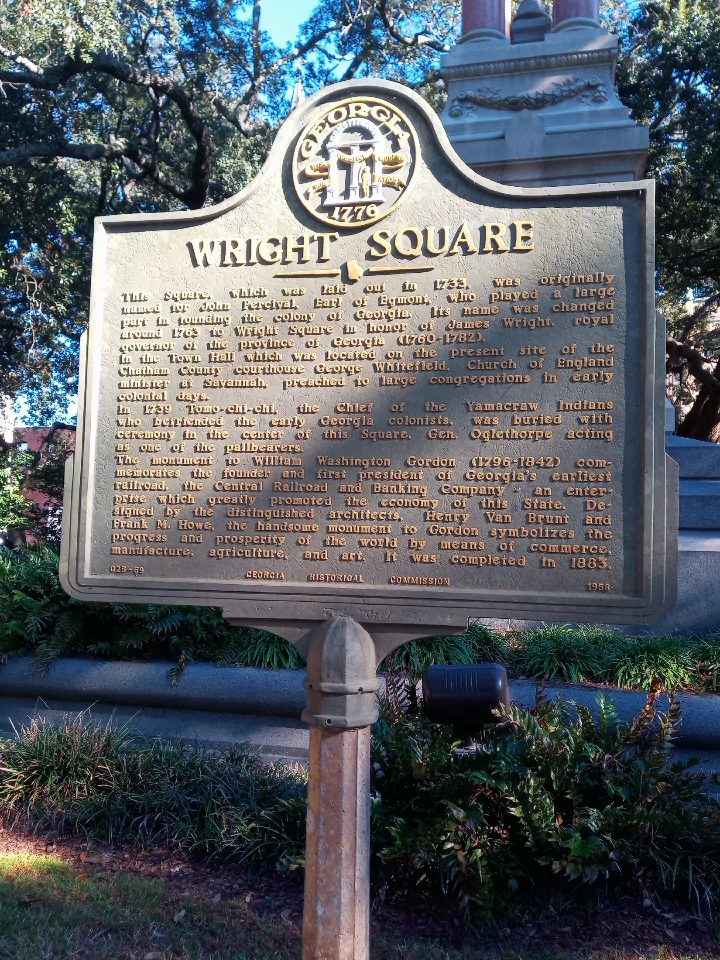 GEORGIA
CONSTITUTION
1776
WRIGHT SQUARE
This Square, which was laid out in 1733, was originally
named for John Percival, Earl of Egmont, who played a large
part in founding the colony of Georgia. Its name was changed
around 1763 to Wright Square in honor of James Wright, royal
governor of the province of Georgia (1760-1782).
In the Town Hall which was located on the present site of the
Chatham County courthouse George Whitefield, Church of England
minister at Savannah, preached to large congregations in early
colonial days.
In 1739 Tomo-chi-chi, the Chief of the Yamacraw Indians
who befriended the early Georgia colonists, was buried with
ceremony in the center of this Square, Gen. Oglethorpe acting
as one of the pallbearers.
The monument to William Washington Gordon (1796-1842) com-
memorates the founder and first president of Georgia's earliest
railroad, the Central Railroad and Banking Company - an enter-
prise which greatly promoted the economy of this State. De-
signed by the distinguished architects, Henry Van Brunt and
Frank M. Howe, the handsome monument to Gordon symbolizes the
progress and prosperity of the world by means of commerce,
manufacture, agriculture, and art. It was completed in 1883.
025-59 GEORGIA HISTORICAL COMMISSION 1958